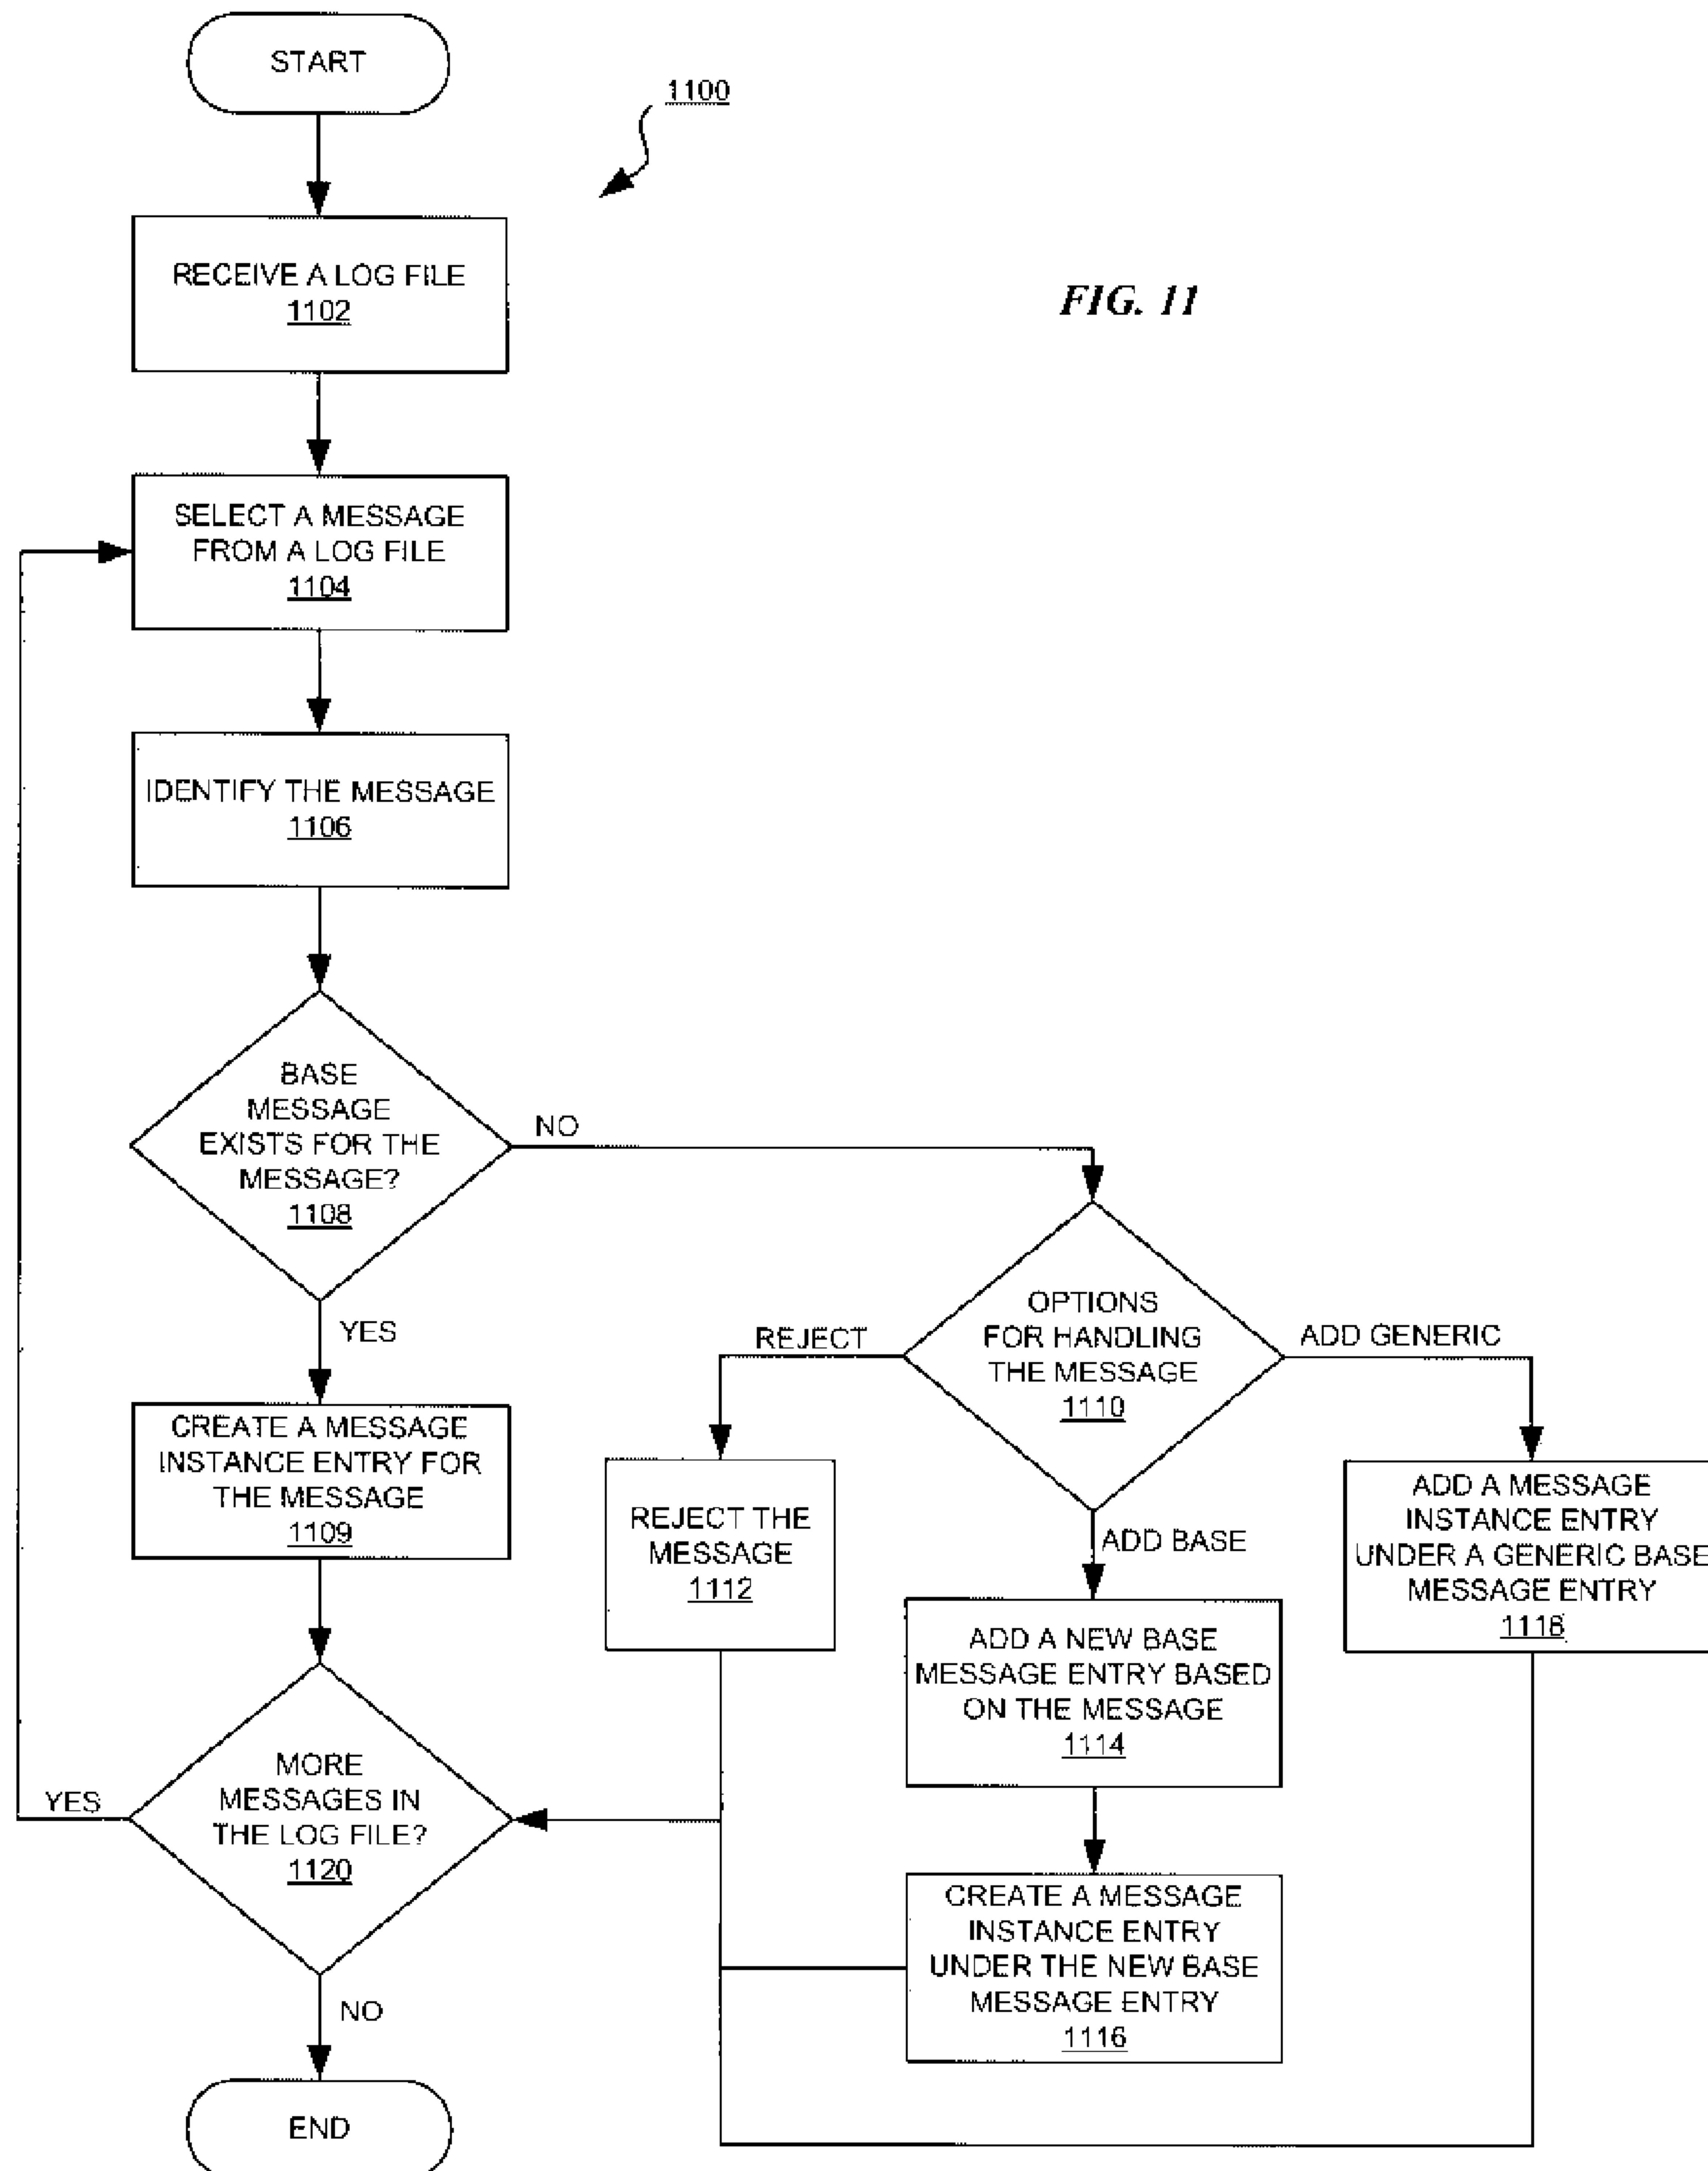 START
1100
RECEIVE A LOG FILE
1102
FIG. 11
SELECT A MESSAGE
FROM A LOG FILE
1104
IDENTIFY THE MESSAGE
1106
BASE
MESSAGE
EXISTS FOR THE
MESSAGE?
1108
NO
YES
OPTIONS
FOR HANDLING
THE MESSAGE
1110
REJECT
ADD GENERIC
ADD BASE
CREATE A MESSAGE
INSTANCE ENTRY FOR
THE MESSAGE
1109
REJECT THE
MESSAGE
1112
ADD A NEW BASE
MESSAGE ENTRY BASED
ON THE MESSAGE
1114
ADD A MESSAGE
INSTANCE ENTRY
UNDER A GENERIC BASE
MESSAGE ENTRY
1118
MORE
MESSAGES IN
THE LOG FILE?
1120
YES
CREATE A MESSAGE
INSTANCE ENTRY
UNDER THE NEW BASE
MESSAGE ENTRY
1116
NO
END